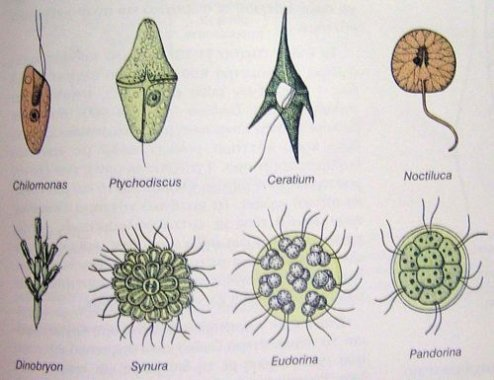 Chilomonas
Ptychodiscus
Ceratium
Noctiluca
Dinobryon
Synura
Eudorina
Pandorina